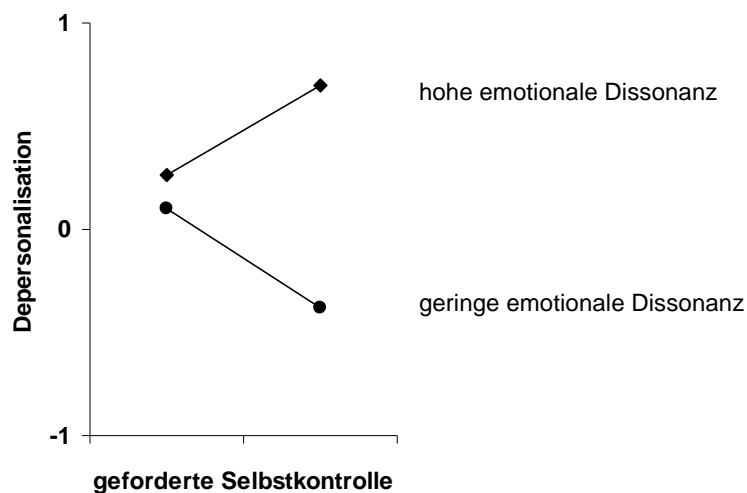 1
hohe emotionale Dissonanz
Depersonalisation
0
geringe emotionale Dissonanz
-1
geforderte Selbstkontrolle